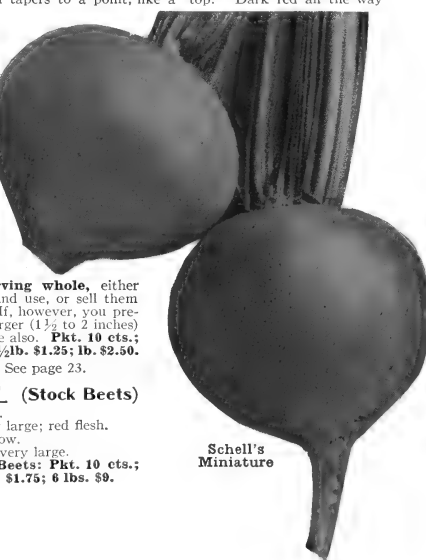 tapers to a point, like a "top." Dark red all the way
rving whole, either
nd use, or sell them
If, however, you pre-
rger (1½ to 2 inches)
e also. Pkt. 10 cts.;
½lb. $1.25; lb. $2.50.
See page 23.
(Stock Beets)
large; red flesh.
ow.
very large.
Beets: Pkt. 10 cts.;
$1.75; 6 lbs. $9.
Schell's
Miniature